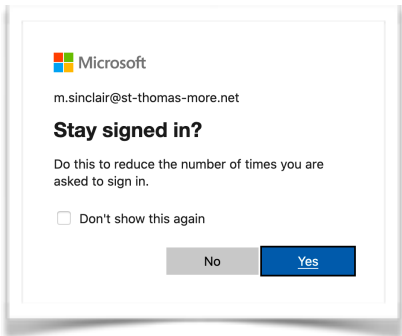 Microsoft
m.sinclair@st-thomas-more.net
Stay signed in?
Do this to reduce the number of times you are
asked to sign in.
Don't show this again
No
Yes